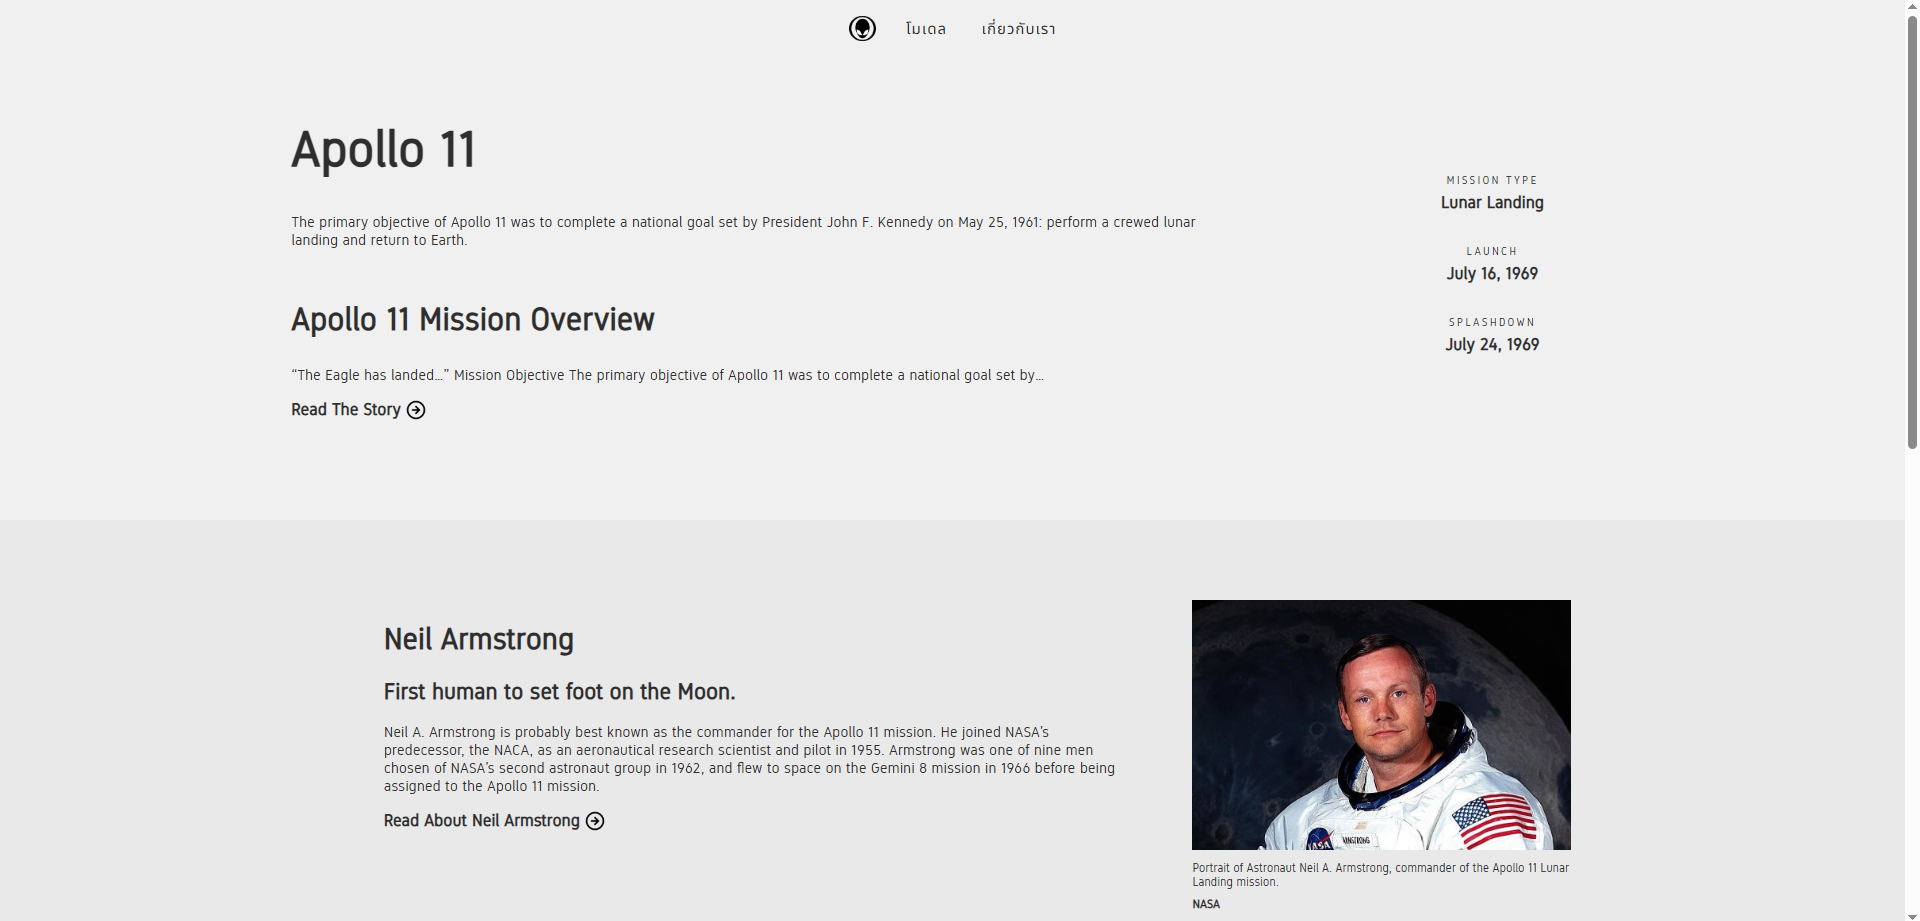 โมเดล
เกี่ยวกับเรา
Apollo 11
The primary objective of Apollo 11 was to complete a national goal set by President John F. Kennedy on May 25, 1961: perform a crewed lunar
landing and return to Earth.
Apollo 11 Mission Overview
“The Eagle has landed…” Mission Objective The primary objective of Apollo 11 was to complete a national goal set by…
Read The Story
MISSION TYPE
Lunar Landing
LAUNCH
July 16, 1969
SPLASHDOWN
July 24, 1969
Neil Armstrong
First human to set foot on the Moon.
Neil A. Armstrong is probably best known as the commander for the Apollo 11 mission. He joined NASA’s
predecessor, the NACA, as an aeronautical research scientist and pilot in 1955. Armstrong was one of nine men
chosen of NASA’s second astronaut group in 1962, and flew to space on the Gemini 8 mission in 1966 before being
assigned to the Apollo 11 mission.
Read About Neil Armstrong
NASA
ARMSTRONG
Portrait of Astronaut Neil A. Armstrong, commander of the Apollo 11 Lunar
Landing mission.
NASA